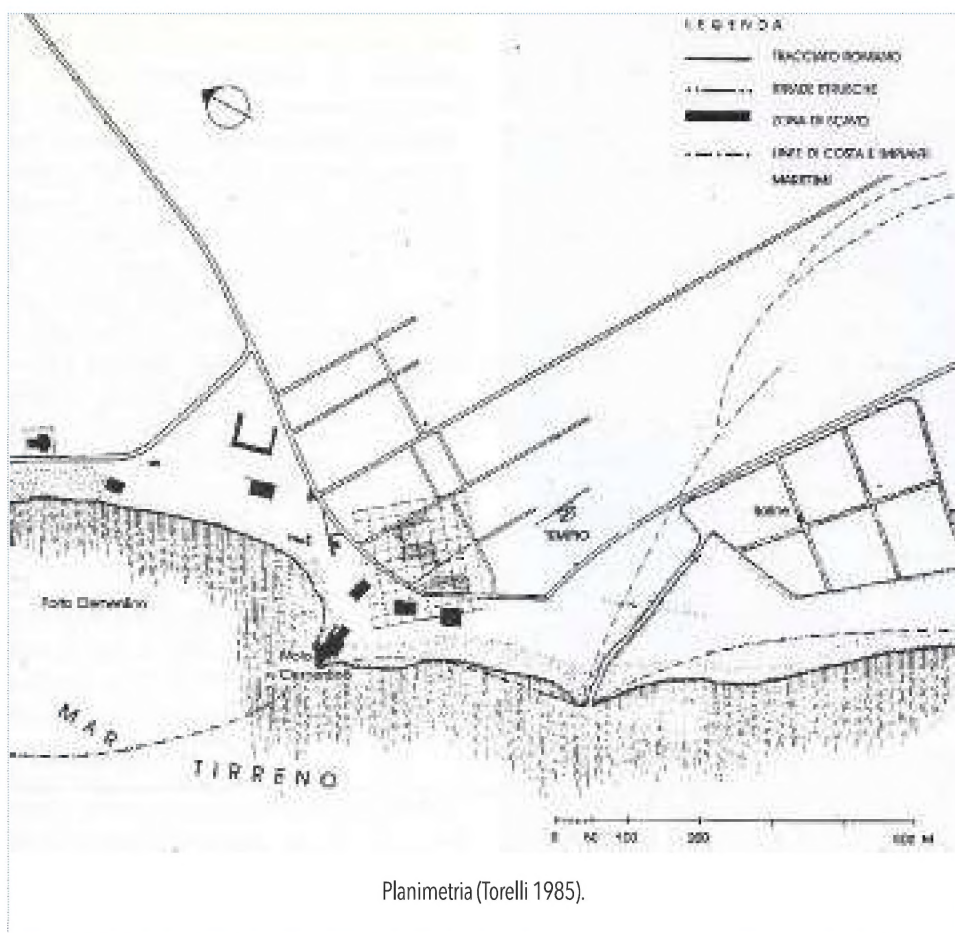 LEGENDA
TRACCIATO ROMANO
STRADE ETRUSCHE
ZONA DI SCAVO
LINEE DI COSTA E IMPIANTI
MARITTIMI
TEMPIO
Porto Clementino
Molo
Clementino
MAR
TIRRENO
0 50 100 200
Planimetria (Torelli 1985).